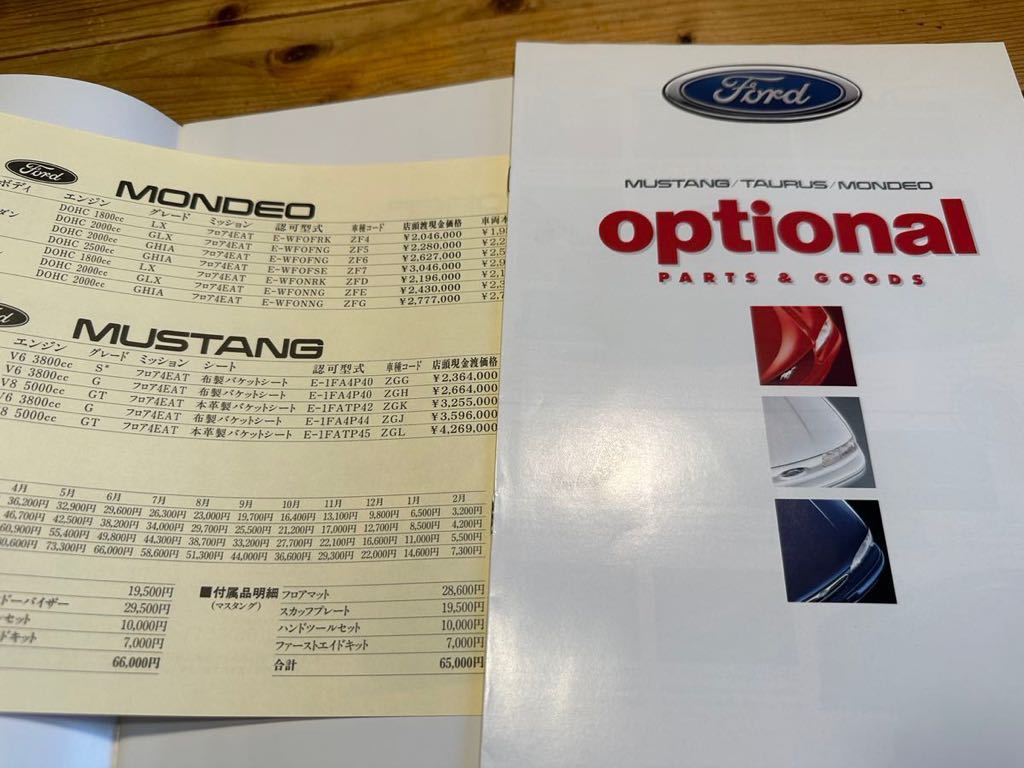 Ford
MONDEO
ボディ エンジン グレード ミッション 認可型式 車種コード 店頭渡現金価格 車両本
ダン DOHC 1800cc LX フロア4EAT E-WFOFRK ZF4 ¥2,046,000
DOHC 2000cc GLX フロア4EAT E-WFOFNG ZF5 ¥2,280,000
DOHC 2000cc GHIA フロア4EAT E-WFOFNG ZF6 ¥2,627,000
DOHC 2500cc GHIA フロア4EAT E-WFOFSE ZF7 ¥3,046,000
DOHC 1800cc LX フロア4EAT E-WFONRK ZFD ¥2,196,000
DOHC 2000cc GLX フロア4EAT E-WFONNG ZFE ¥2,430,000
DOHC 2000cc GHIA フロア4EAT E-WFONNG ZFG ¥2,777,000
MUSTANG
エンジン グレード ミッション シート 認可型式 車種コード 店頭渡現金価格
V6 3800cc S* フロア4EAT 布製バケットシート E-1FA4P40 ZGG ¥2,364,000
V6 3800cc G フロア4EAT 布製バケットシート E-1FA4P40 ZGH ¥2,664,000
V8 5000cc GT フロア4EAT 本革製バケットシート E-1FATP42 ZGK ¥3,255,000
V6 3800cc G フロア4EAT 布製バケットシート E-1FA4P44 ZGJ ¥3,596,000
V8 5000cc GT フロア4EAT 本革製バケットシート E-1FATP45 ZGL ¥4,269,000
4月 5月 6月 7月 8月 9月 10月 11月 12月 1月 2月
36,200円 32,900円 29,600円 26,300円 23,000円 19,700円 16,400円 13,100円 9,800円 6,500円 3,200円
46,700円 42,500円 38,200円 34,000円 29,700円 25,500円 21,200円 17,000円 12,700円 8,500円 4,200円
60,900円 55,400円 49,800円 44,300円 38,700円 33,200円 27,700円 22,100円 16,600円 11,000円 5,500円
80,600円 73,300円 66,000円 58,600円 51,300円 44,000円 36,600円 29,300円 22,000円 14,600円 7,300円
19,500円
ドーバイザー 29,500円
ルセット 10,000円
ドキット 7,000円
66,000円
■付属品明細 フロアマット 28,600円
(マスタング) スカッフプレート 19,500円
ハンドツールセット 10,000円
ファーストエイドキット 7,000円
合計 65,000円
Ford
MUSTANG/TAURUS/MONDEO
optional
PARTS & GOODS